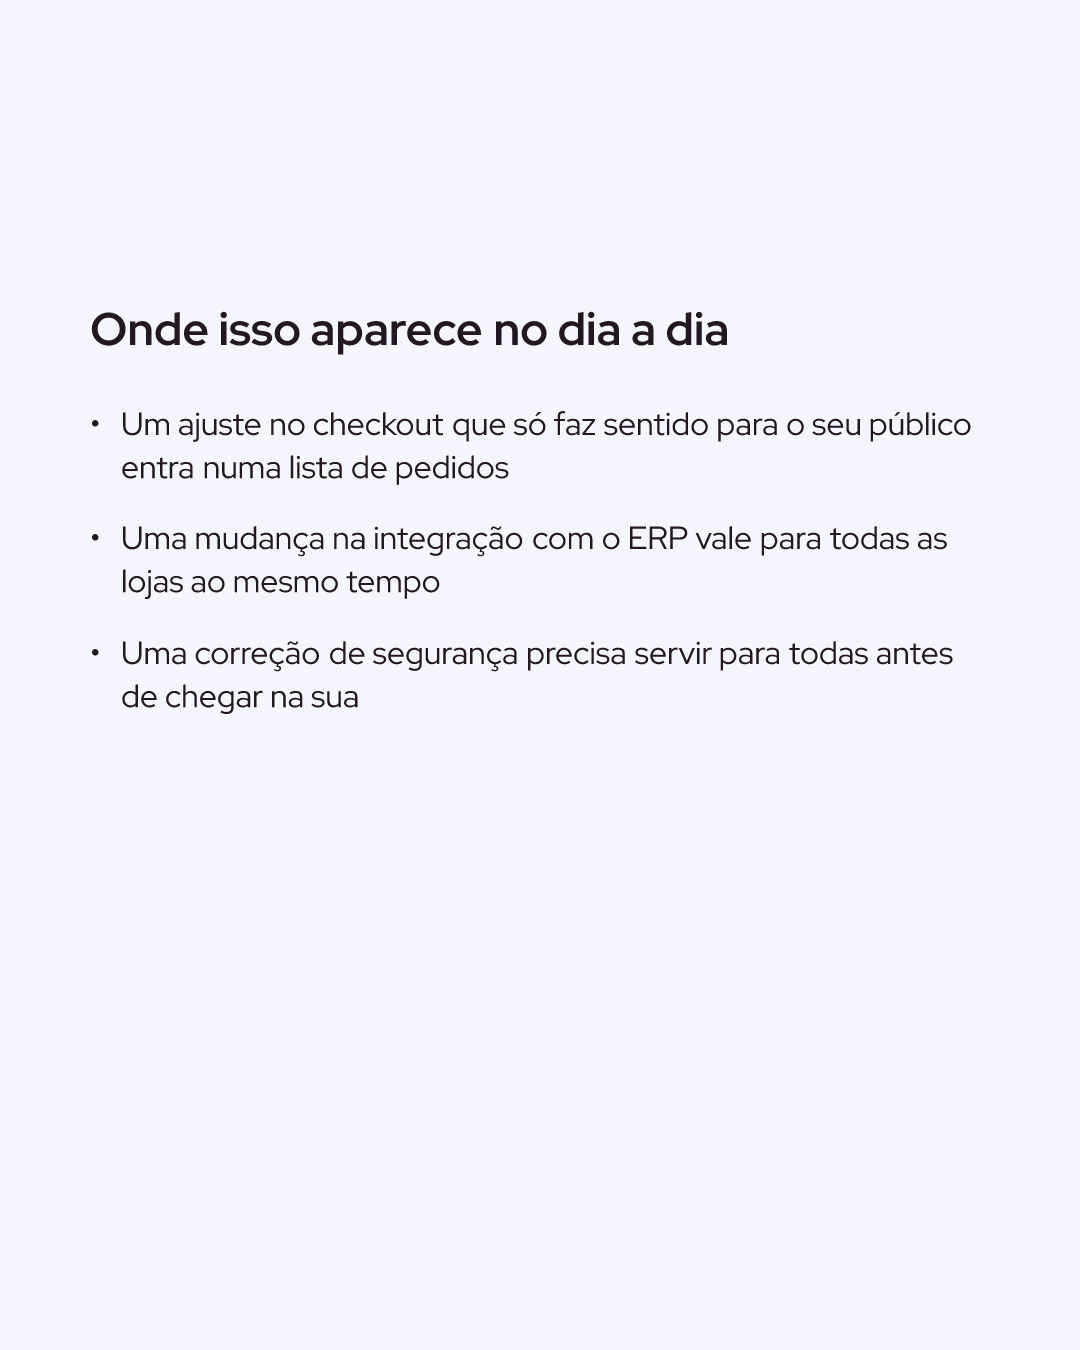 Onde isso aparece no dia a dia
• Um ajuste no checkout que só faz sentido para o seu público
entra numa lista de pedidos
• Uma mudança na integração com o ERP vale para todas as
lojas ao mesmo tempo
• Uma correção de segurança precisa servir para todas antes
de chegar na sua